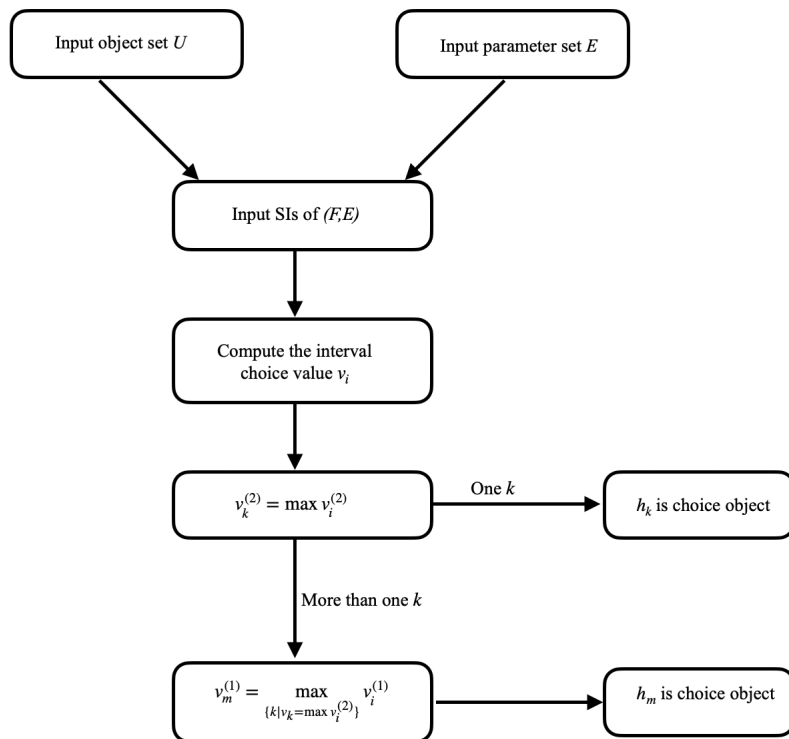 Input object set U
Input parameter set E
Input SIs of (F,E)
Compute the interval
choice value v_i
v_k^{(2)} = max v_i^{(2)}
One k
h_k is choice object
More than one k
v_m^{(1)} = max_{\{k|v_k=max v_i^{(2)}\}} v_i^{(1)}
h_m is choice object